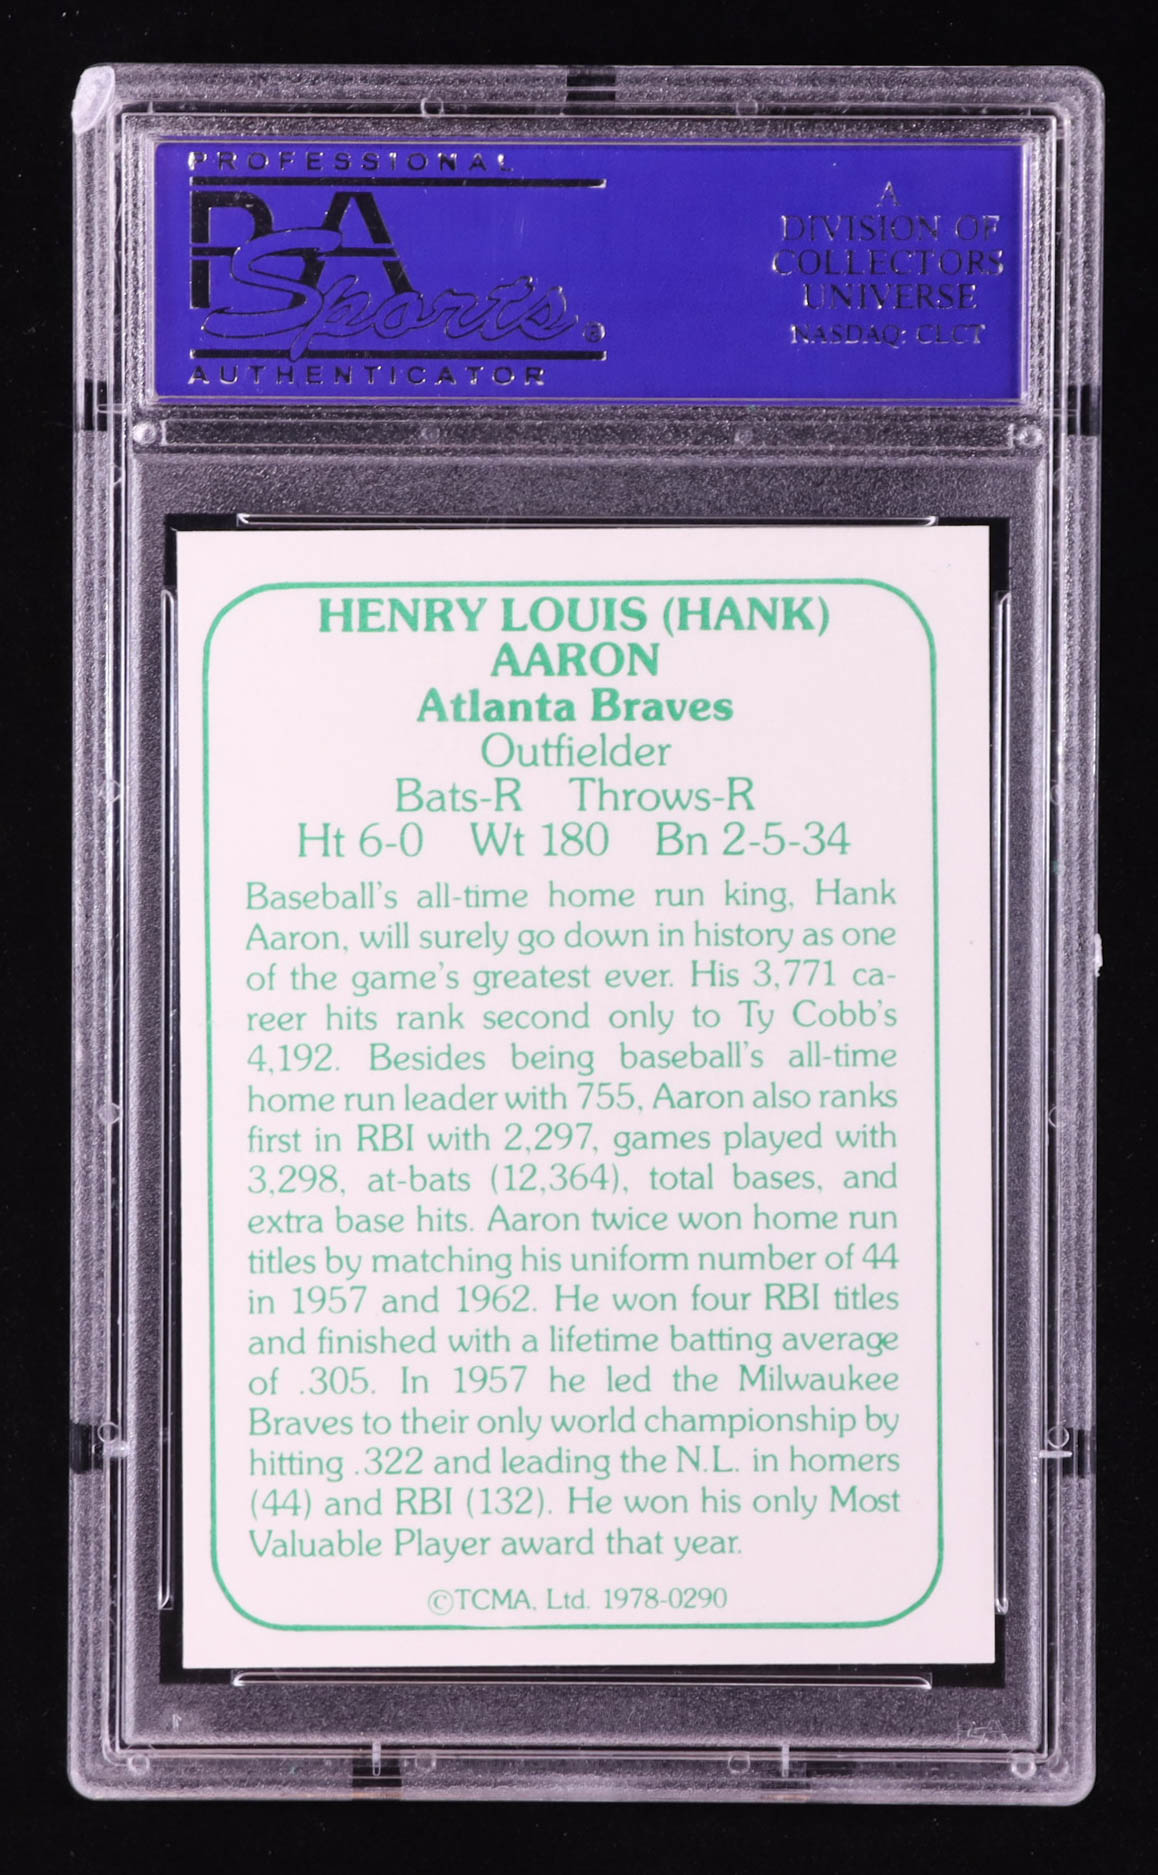 PROFESSIONAL
PSA
Sports®
AUTHENTICATOR
A
DIVISION OF
COLLECTORS
UNIVERSE
NASDAQ: CLCT
HENRY LOUIS (HANK)
AARON
Atlanta Braves
Outfielder
Bats-R Throws-R
Ht 6-0 Wt 180 Bn 2-5-34
Baseball's all-time home run king, Hank
Aaron, will surely go down in history as one
of the game's greatest ever. His 3,771 ca-
reer hits rank second only to Ty Cobb's
4,192. Besides being baseball's all-time
home run leader with 755, Aaron also ranks
first in RBI with 2,297, games played with
3,298, at-bats (12,364), total bases, and
extra base hits. Aaron twice won home run
titles by matching his uniform number of 44
in 1957 and 1962. He won four RBI titles
and finished with a lifetime batting average
of .305. In 1957 he led the Milwaukee
Braves to their only world championship by
hitting .322 and leading the N.L. in homers
(44) and RBI (132). He won his only Most
Valuable Player award that year.
©TCMA, Ltd. 1978-0290
PSA